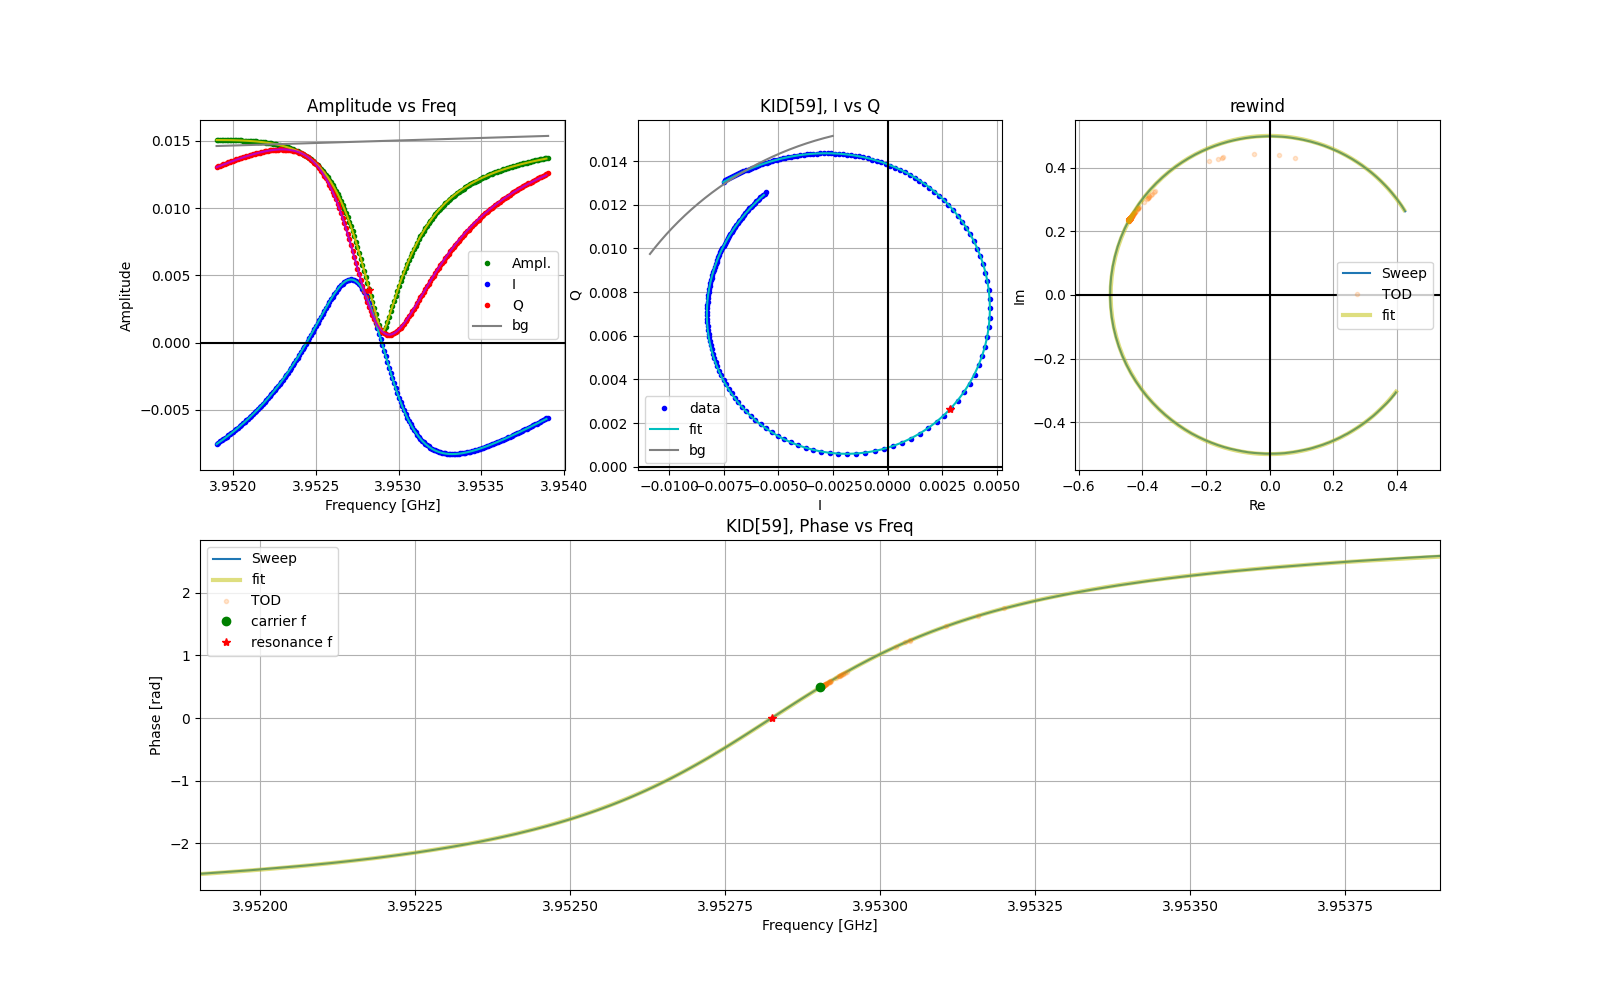 Amplitude vs Freq
KID[59], I vs Q
rewind
Amplitude
0.015
0.010
0.005
0.000
−0.005
Ampl.
I
Q
bg
3.9520
3.9525
3.9530
3.9535
3.9540
Frequency [GHz]
Q
0.014
0.012
0.010
0.008
0.006
0.004
0.002
0.000
data
fit
bg
−0.0100
−0.0075
−0.0050
−0.0025
0.0000
0.0025
0.0050
I
Im
0.4
0.2
0.0
−0.2
−0.4
Sweep
TOD
fit
−0.6
−0.4
−0.2
0.0
0.2
0.4
Re
KID[59], Phase vs Freq
Phase [rad]
2
1
0
−1
−2
Sweep
fit
TOD
carrier f
resonance f
3.95200
3.95225
3.95250
3.95275
3.95300
3.95325
3.95350
3.95375
Frequency [GHz]